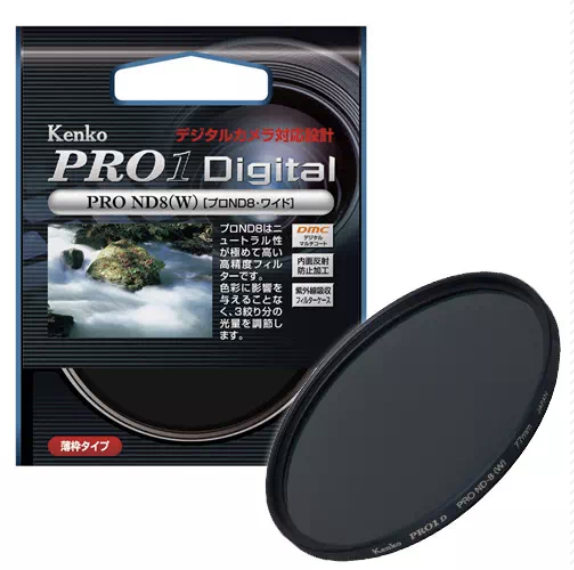 Kenko
デジタルカメラ対応設計
PRO1 Digital
PRO ND8(W) [プロND8・ワイド]
プロND8はニ
ュートラル性
が極めて高い
高精度フィル
ターです。
色彩に影響を
与えることな
く、3絞り分の
光量を調節し
ます。
DMC
デジタル
マルチコート
内面反射
防止加工
紫外線吸収
フィルターケース
薄枠タイプ
Kenko PRO1 D PRO ND-8 (W) 77mm JAPAN